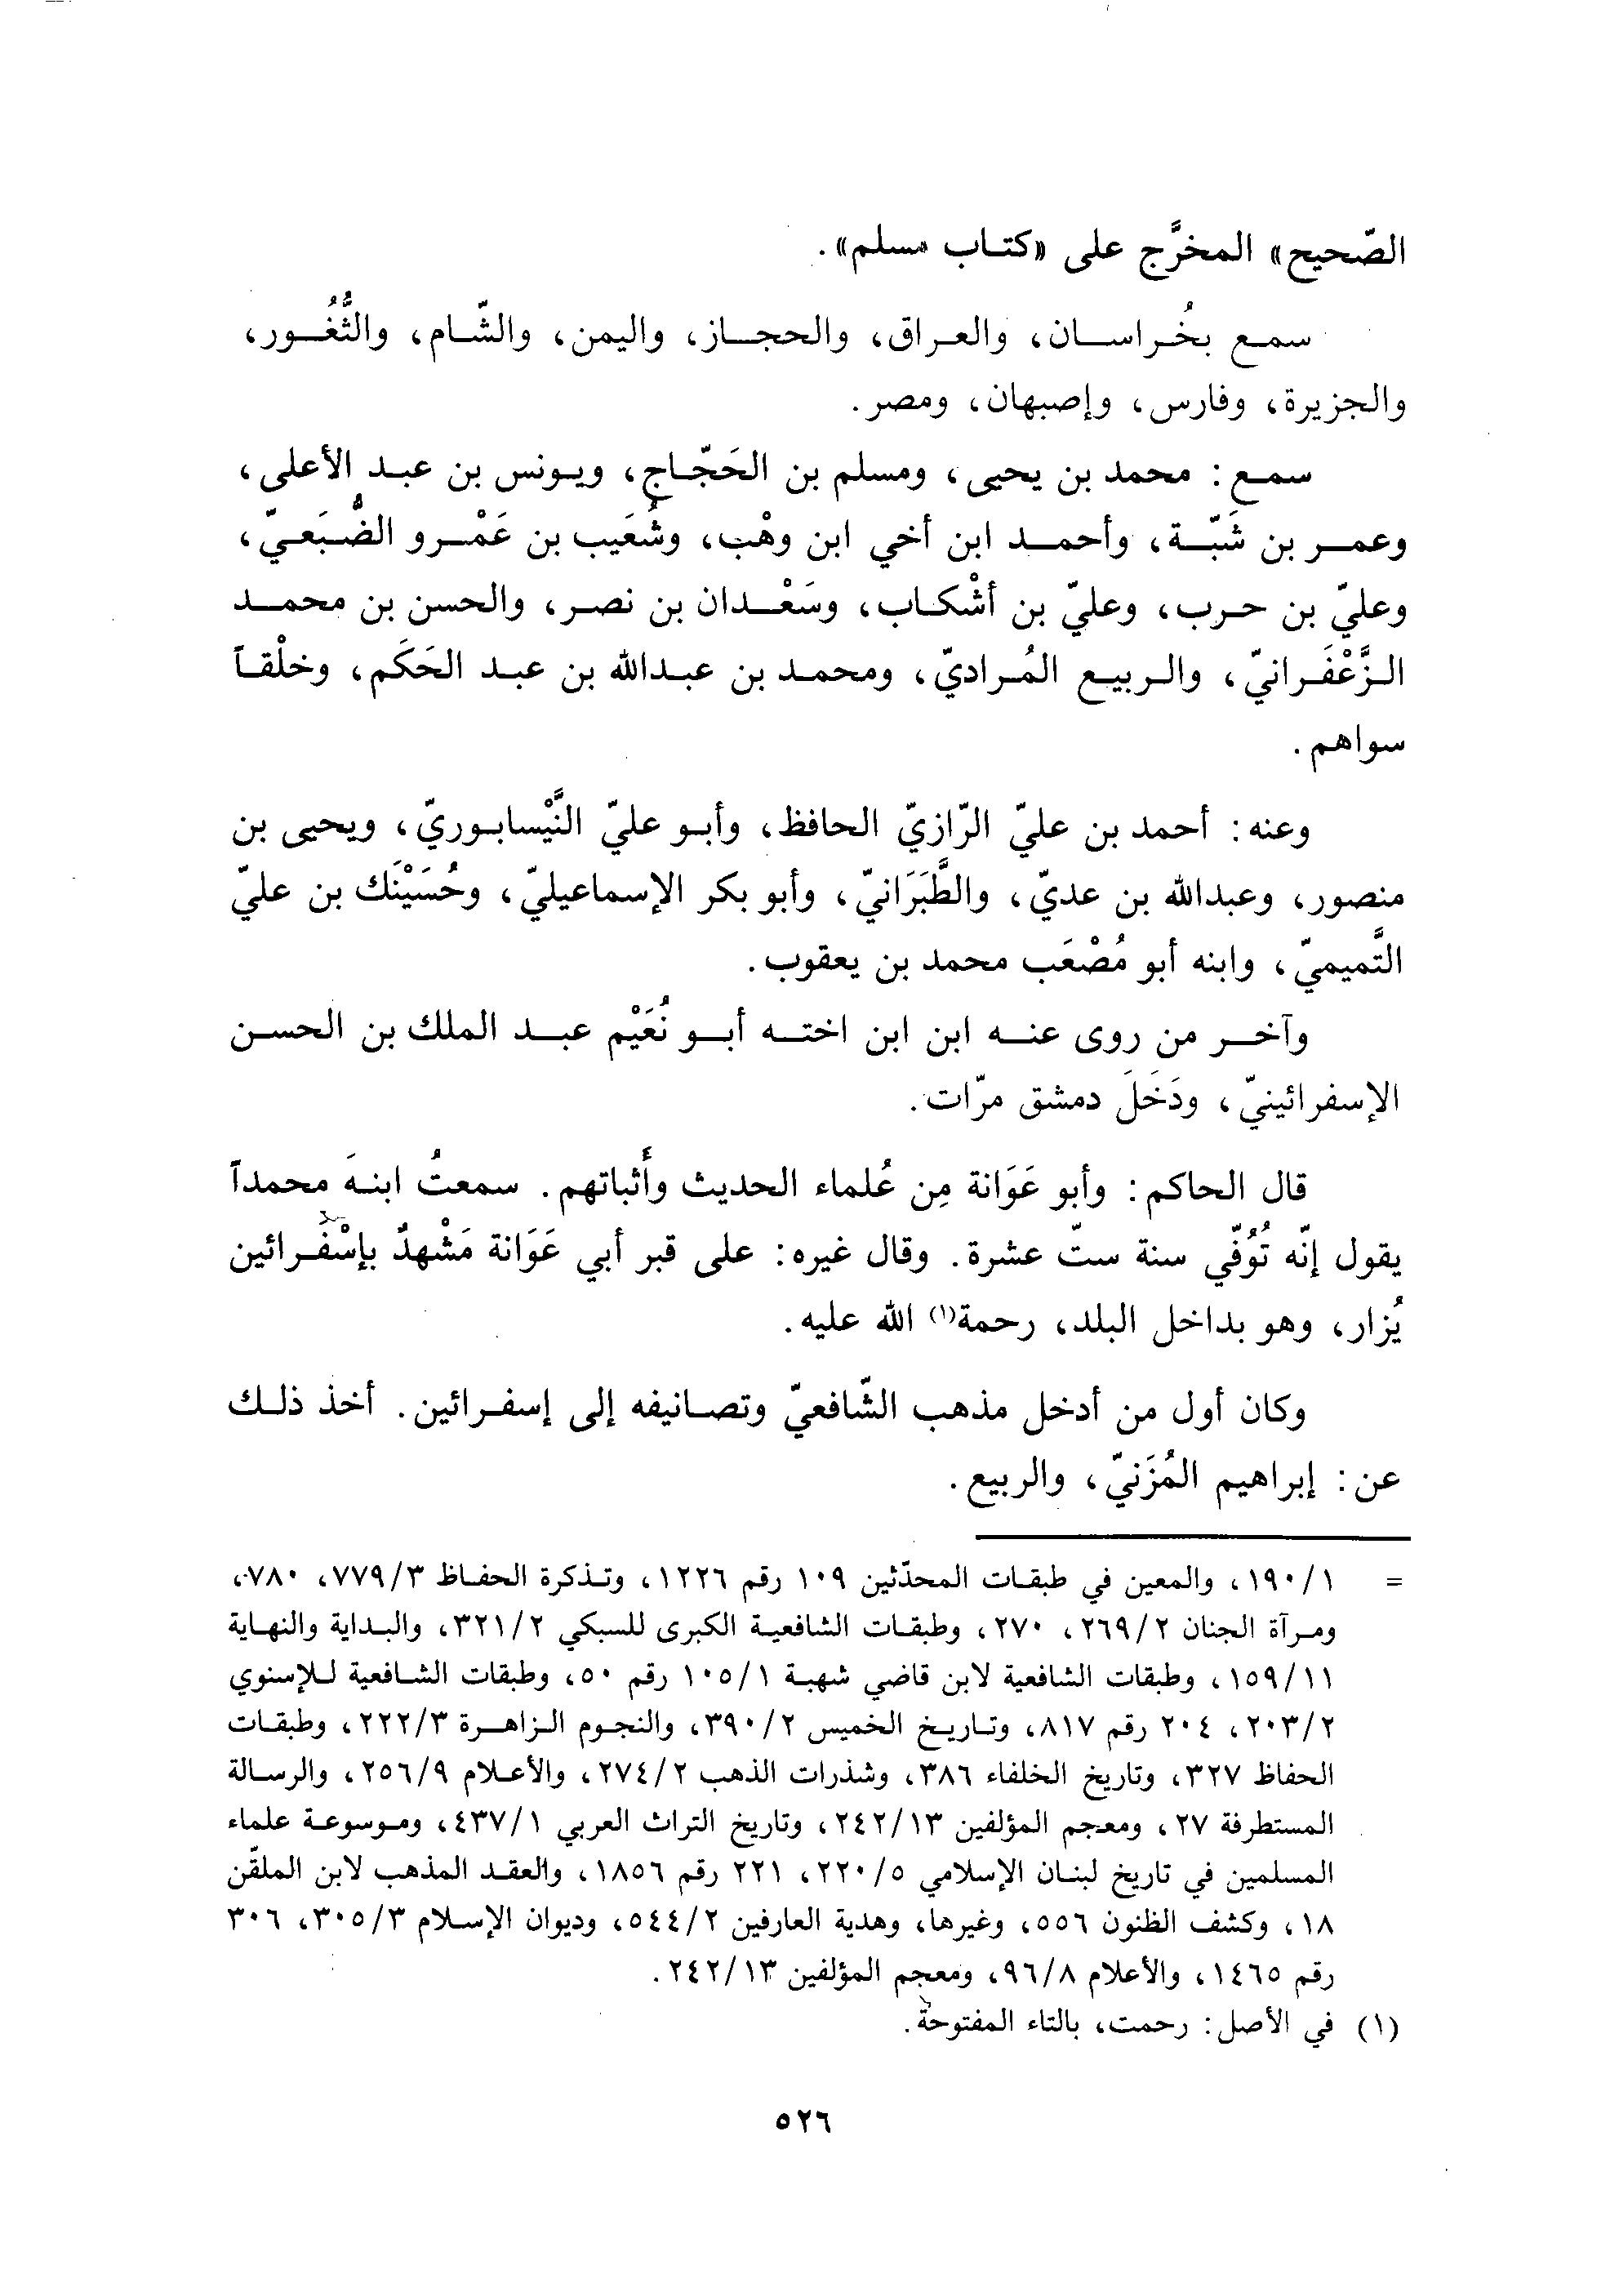 الصّحيح» المخرَّج على «كتاب مسلم».
سمع بخُراسان، والعراق، والحجاز، واليمن، والشّام، والثُّغُور،
والجزيرة، وفارس، وإصبهان، ومصر.
سمع: محمد بن يحيى، ومسلم بن الحَجّاج، ويونس بن عبد الأعلى،
وعمر بن شَبّة، وأحمد ابن أخي ابن وهْب، وشُعَيب بن عَمْرو الضُّبَعيّ،
وعليّ بن حرب، وعليّ بن أشْكاب، وسَعْدان بن نصر، والحسن بن محمد
الزَّعْفَرانيّ، والربيع المُراديّ، ومحمد بن عبدالله بن عبد الحَكَم، وخلْقاً
سواهم.
وعنه: أحمد بن عليّ الرّازيّ الحافظ، وأبو عليّ النَّيْسابوريّ، ويحيى بن
منصور، وعبدالله بن عديّ، والطَّبَرَانيّ، وأبو بكر الإسماعيليّ، وحُسَيْنَك بن عليّ
التَّميميّ، وابنه أبو مُصْعَب محمد بن يعقوب.
وآخر من روى عنه ابن ابن اخته أبو نُعَيْم عبد الملك بن الحسن
الإسفرائينيّ، ودَخَلَ دمشق مرّات.
قال الحاكم: وأبو عَوَانة مِن عُلماء الحديث وأَثباتهم. سمعتُ ابنهَ محمداً
يقول إنّه تُوُفّي سنة ستّ عشرة. وقال غيره: على قبر أبي عَوَانة مَشْهدٌ بإسْفَرائين
يُزار، وهو بداخل البلد، رحمة(١) الله عليه.
وكان أول من أدخل مذهب الشّافعيّ وتصانيفه إلى إسفرائين. أخذ ذلك
عن: إبراهيم المُزَنيّ، والربيع.
= ١٩٠/١، والمعين في طبقات المحدّثين ١٠٩ رقم ١٢٢٦، وتذكرة الحفاظ ٧٧٩/٣، ٧٨٠،
ومرآة الجنان ٢٦٩/٢، ٢٧٠، وطبقات الشافعية الكبرى للسبكي ٣٢١/٢، والبداية والنهاية
١٥٩/١١، وطبقات الشافعية لابن قاضي شهبة ١٠٥/١ رقم ٥٠، وطبقات الشافعية للإسنوي
٢٠٣/٢، ٢٠٤ رقم ٨١٧، وتاريخ الخميس ٣٩٠/٢، والنجوم الزاهرة ٢٢٢/٣، وطبقات
الحفاظ ٣٢٧، وتاريخ الخلفاء ٣٨٦، وشذرات الذهب ٢٧٤/٢، والأعلام ٢٥٦/٩، والرسالة
المستطرفة ٢٧، ومعجم المؤلفين ٢٤٢/١٣، وتاريخ التراث العربي ٤٣٧/١، وموسوعة علماء
المسلمين في تاريخ لبنان الإسلامي ٢٢٠/٥، ٢٢١ رقم ١٨٥٦، والعقد المذهب لابن الملقّن
١٨، وكشف الظنون ٥٥٦، وغيرها، وهدية العارفين ٥٤٤/٢، وديوان الإسلام ٣٠٥/٣، ٣٠٦
رقم ١٤٦٥، والأعلام ٩٦/٨، ومعجم المؤلفين ٢٤٢/١٣.
(١) في الأصل: رحمت، بالتاء المفتوحة.
٥٢٦